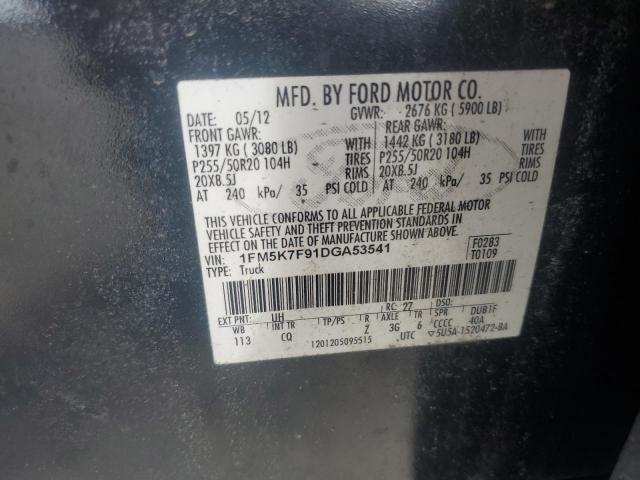 MFD. BY FORD MOTOR CO.
DATE: 05/12 GVWR: 2676 KG ( 5900 LB)
FRONT GAWR: REAR GAWR:
1397 KG ( 3080 LB) WITH 1442 KG ( 3180 LB) WITH
P255/50R20 104H TIRES P255/50R20 104H TIRES
20X8.5J RIMS 20X8.5J RIMS
AT 240 kPa/ 35 PSI COLD AT 240 kPa/ 35 PSI COLD
Ford
THIS VEHICLE CONFORMS TO ALL APPLICABLE FEDERAL MOTOR
VEHICLE SAFETY AND THEFT PREVENTION STANDARDS IN
EFFECT ON THE DATE OF MANUFACTURE SHOWN ABOVE.
VIN: 1FM5K7F91DGA53541 F0283
TYPE: Truck T0109
EXT PNT: UH RC: 27 DSO:
WB INT TR TP/PS R AXLE TR SPR DUB1F
113 CQ Z 3G 6 CCCC 40A
1201205095515 UTC ▽5U5A-1520472-BA